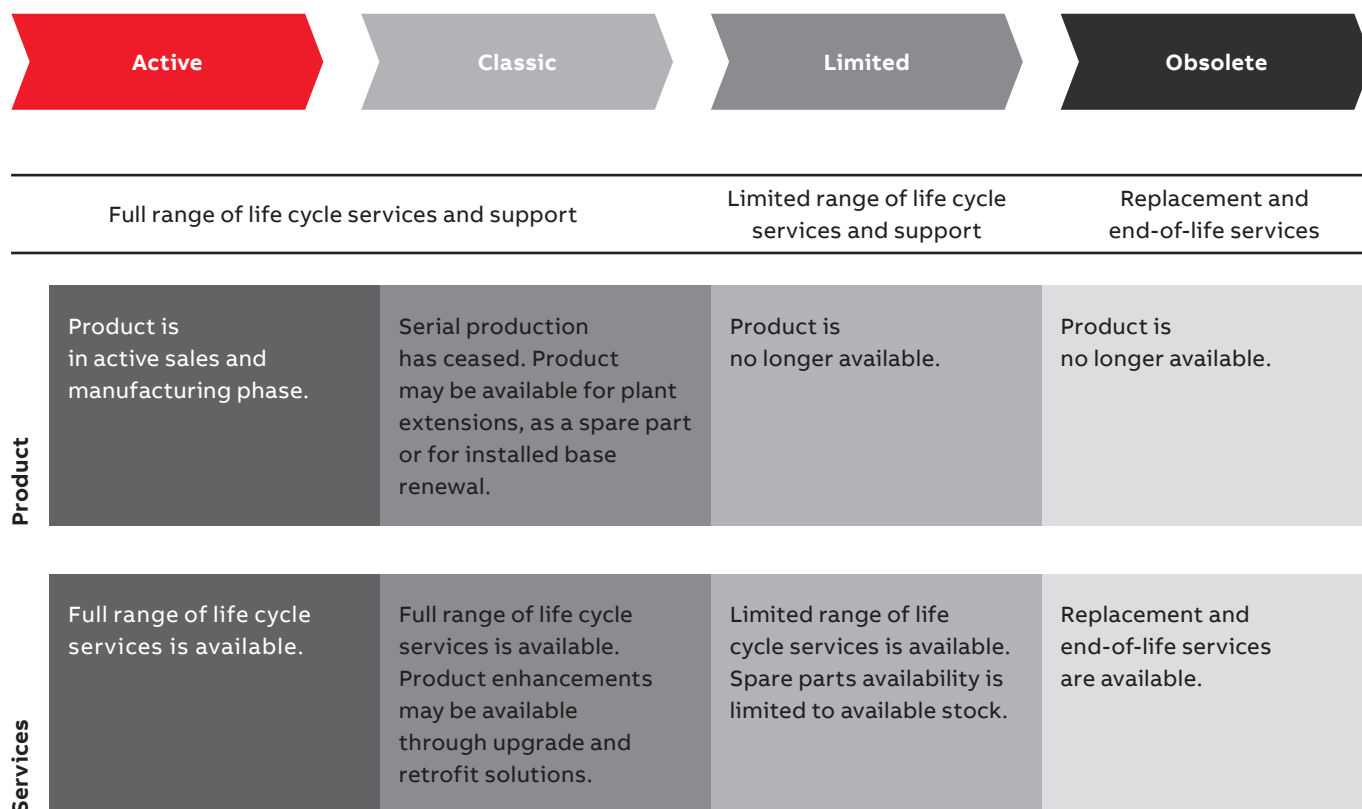 Active
Classic
Limited
Obsolete
Full range of life cycle services and support
Limited range of life cycle
services and support
Replacement and
end-of-life services
Product
Product is
in active sales and
manufacturing phase.
Serial production
has ceased. Product
may be available for plant
extensions, as a spare part
or for installed base
renewal.
Product is
no longer available.
Product is
no longer available.
Services
Full range of life cycle
services is available.
Full range of life cycle
services is available.
Product enhancements
may be available
through upgrade and
retrofit solutions.
Limited range of life
cycle services is available.
Spare parts availability is
limited to available stock.
Replacement and
end-of-life services
are available.